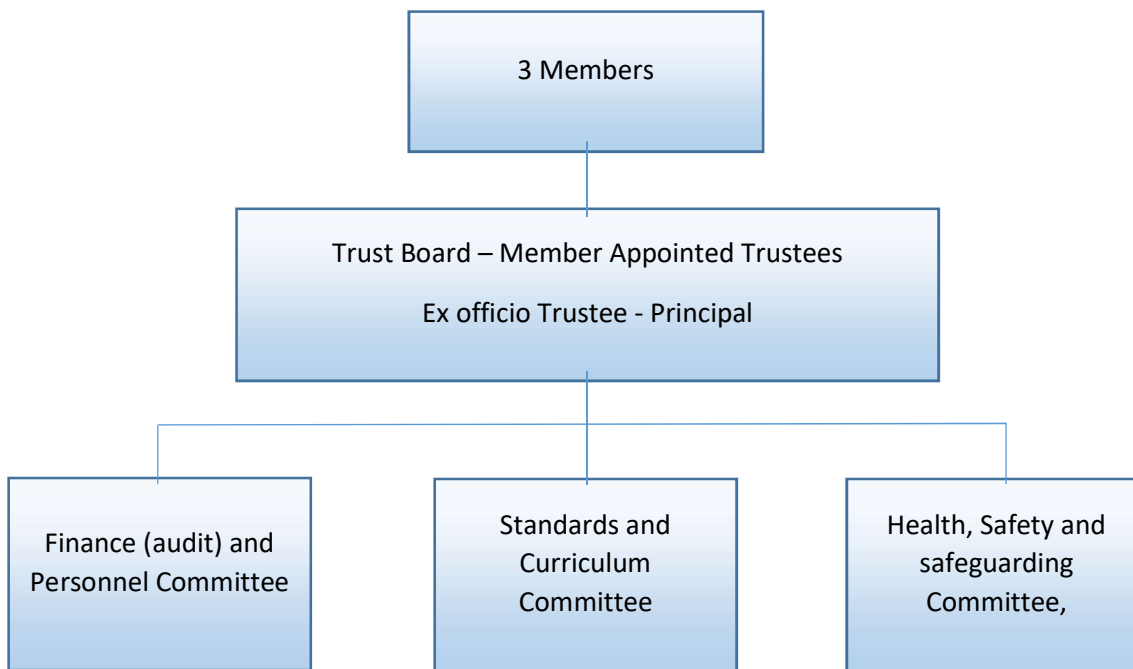 3 Members
Trust Board – Member Appointed Trustees
Ex officio Trustee - Principal
Finance (audit) and
Personnel Committee
Standards and
Curriculum
Committee
Health, Safety and
safeguarding
Committee,